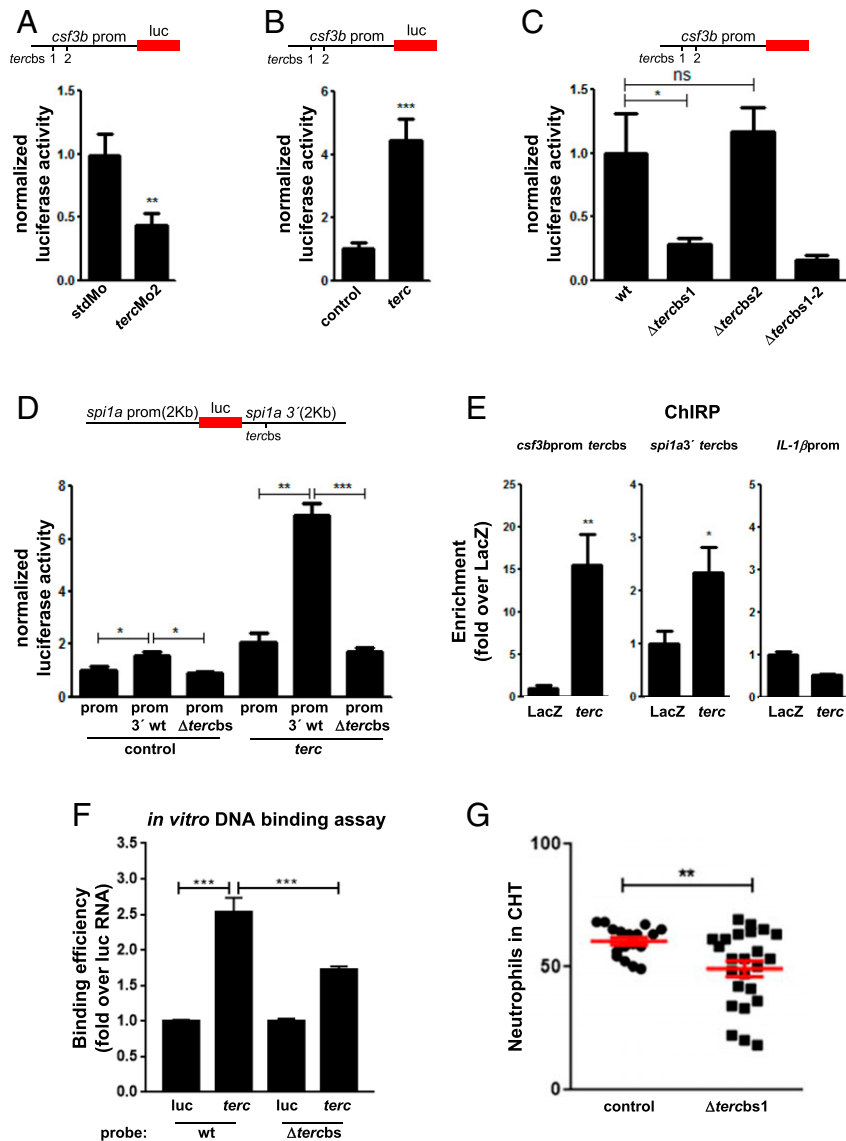 A
csf3b prom
luc
tercbs 1 2
normalized
luciferase activity
1.5
1.0
0.5
0.0
**
stdMo
tercMo2
B
csf3b prom
luc
tercbs 1 2
normalized
luciferase activity
6
4
2
0
***
control
terc
C
csf3b prom
tercbs 1 2
normalized
luciferase activity
1.5
1.0
0.5
0.0
ns
*
wt
Δtercbs1
Δtercbs2
Δtercbs1-2
D
spi1a prom(2Kb)
luc
spi1a 3´(2Kb)
tercbs
normalized
luciferase activity
8
6
4
2
0
* *
** ***
prom prom prom prom prom prom
3´ wt Δtercbs 3´ wt Δtercbs
control terc
E
ChIRP
csf3bprom tercbs
spi1a3´ tercbs
IL-1βprom
Enrichment
(fold over LacZ)
25
20
15
10
5
0
**
LacZ terc
4
3
2
1
0
*
LacZ terc
5
4
3
2
1
0
LacZ terc
F
in vitro DNA binding assay
Binding efficiency
(fold over luc RNA)
3.5
3.0
2.5
2.0
1.5
1.0
0.5
0.0
*** ***
luc terc luc terc
probe: wt Δtercbs
G
Neutrophils in CHT
100
50
0
**
control Δtercbs1